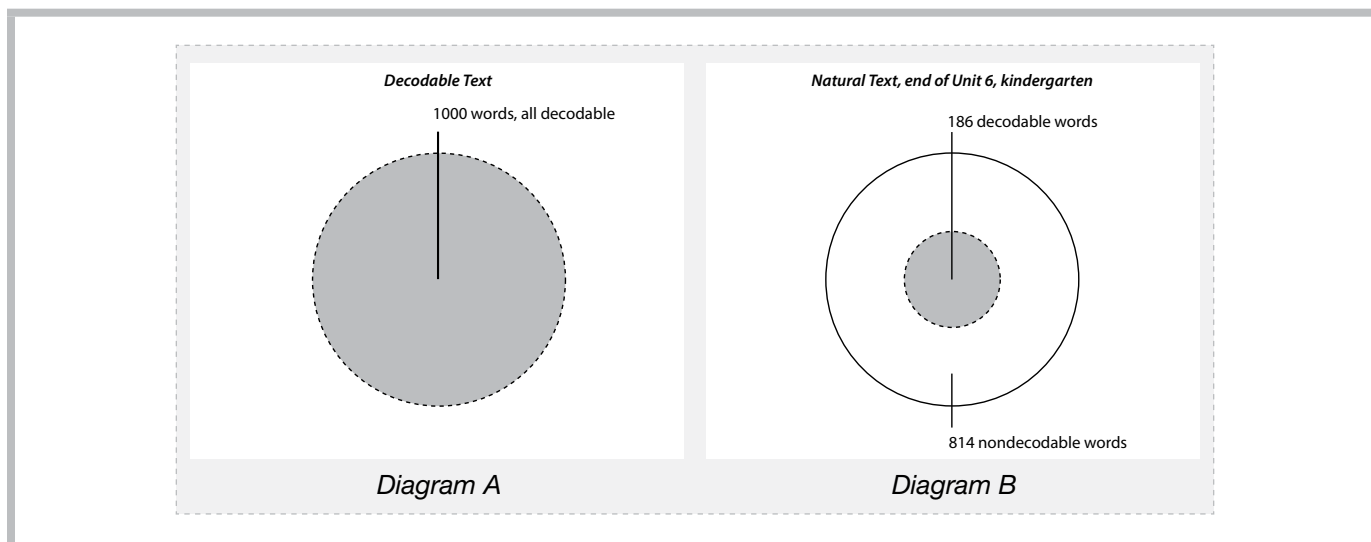 Decodable Text
1000 words, all decodable
Diagram A
Natural Text, end of Unit 6, kindergarten
186 decodable words
814 nondecodable words
Diagram B